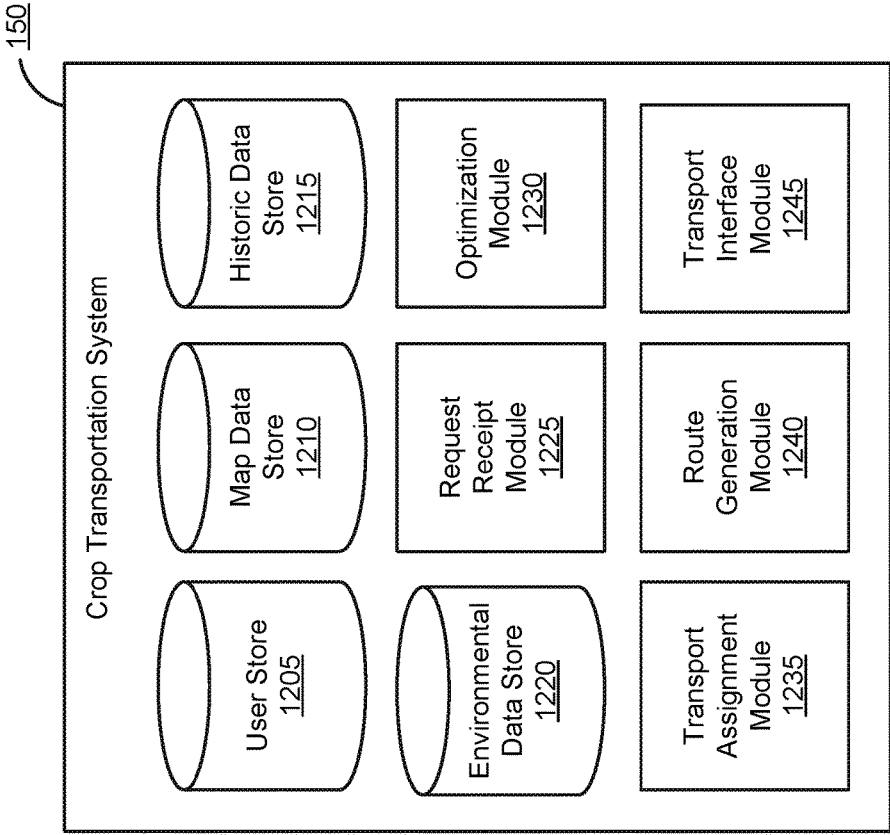 150
Crop Transportation System
User Store
1205
Map Data
Store
1210
Historic Data
Store
1215
Environmental
Data Store
1220
Request
Receipt
Module
1225
Optimization
Module
1230
Transport
Assignment
Module
1235
Route
Generation
Module
1240
Transport
Interface
Module
1245